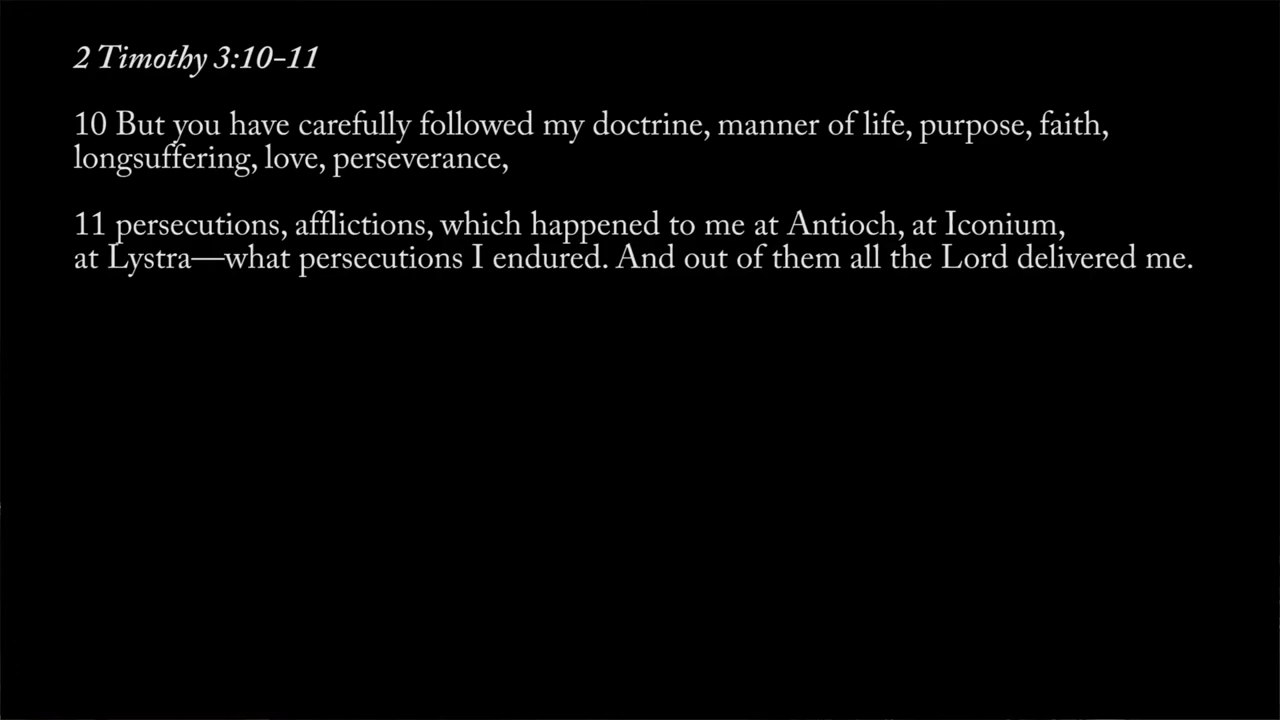 2 Timothy 3:10-11
10 But you have carefully followed my doctrine, manner of life, purpose, faith,
longsuffering, love, perseverance,
11 persecutions, afflictions, which happened to me at Antioch, at Iconium,
at Lystra—what persecutions I endured. And out of them all the Lord delivered me.